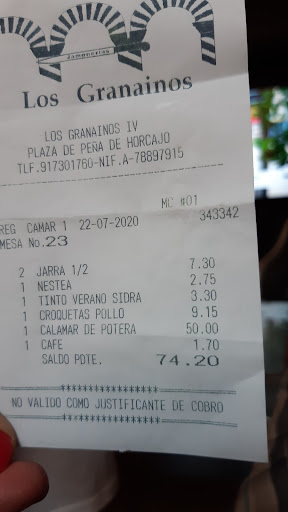 Jampuerias
Los Granainos
LOS GRANAINOS IV
PLAZA DE PEÑA DE HORCAJO
TLF.917301760-NIF.A-78897915
MC #01
REG CAMAR 1 22-07-2020 343342
MESA No.23
2 JARRA 1/2 7.30
1 NESTEA 2.75
1 TINTO VERANO SIDRA 3.30
1 CROQUETAS POLLO 9.15
1 CALAMAR DE POTERA 50.00
1 CAFE 1.70
SALDO PDTE. 74.20
NO VALIDO COMO JUSTIFICANTE DE COBRO